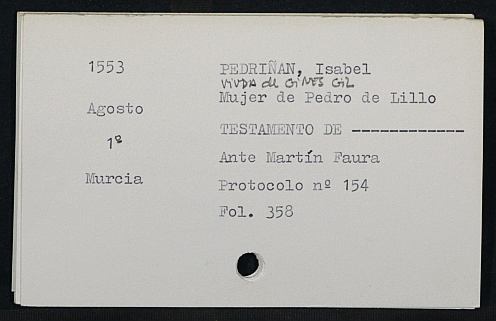 1553
Agosto
18
Murcia
PEDRIÑAN, Isabel
VIUDA de GINES GIL
Mujer de Pedro de Lillo
TESTAMENTO DE ------------
Ante Martín Faura
Protocolo nº 154
Fol. 358